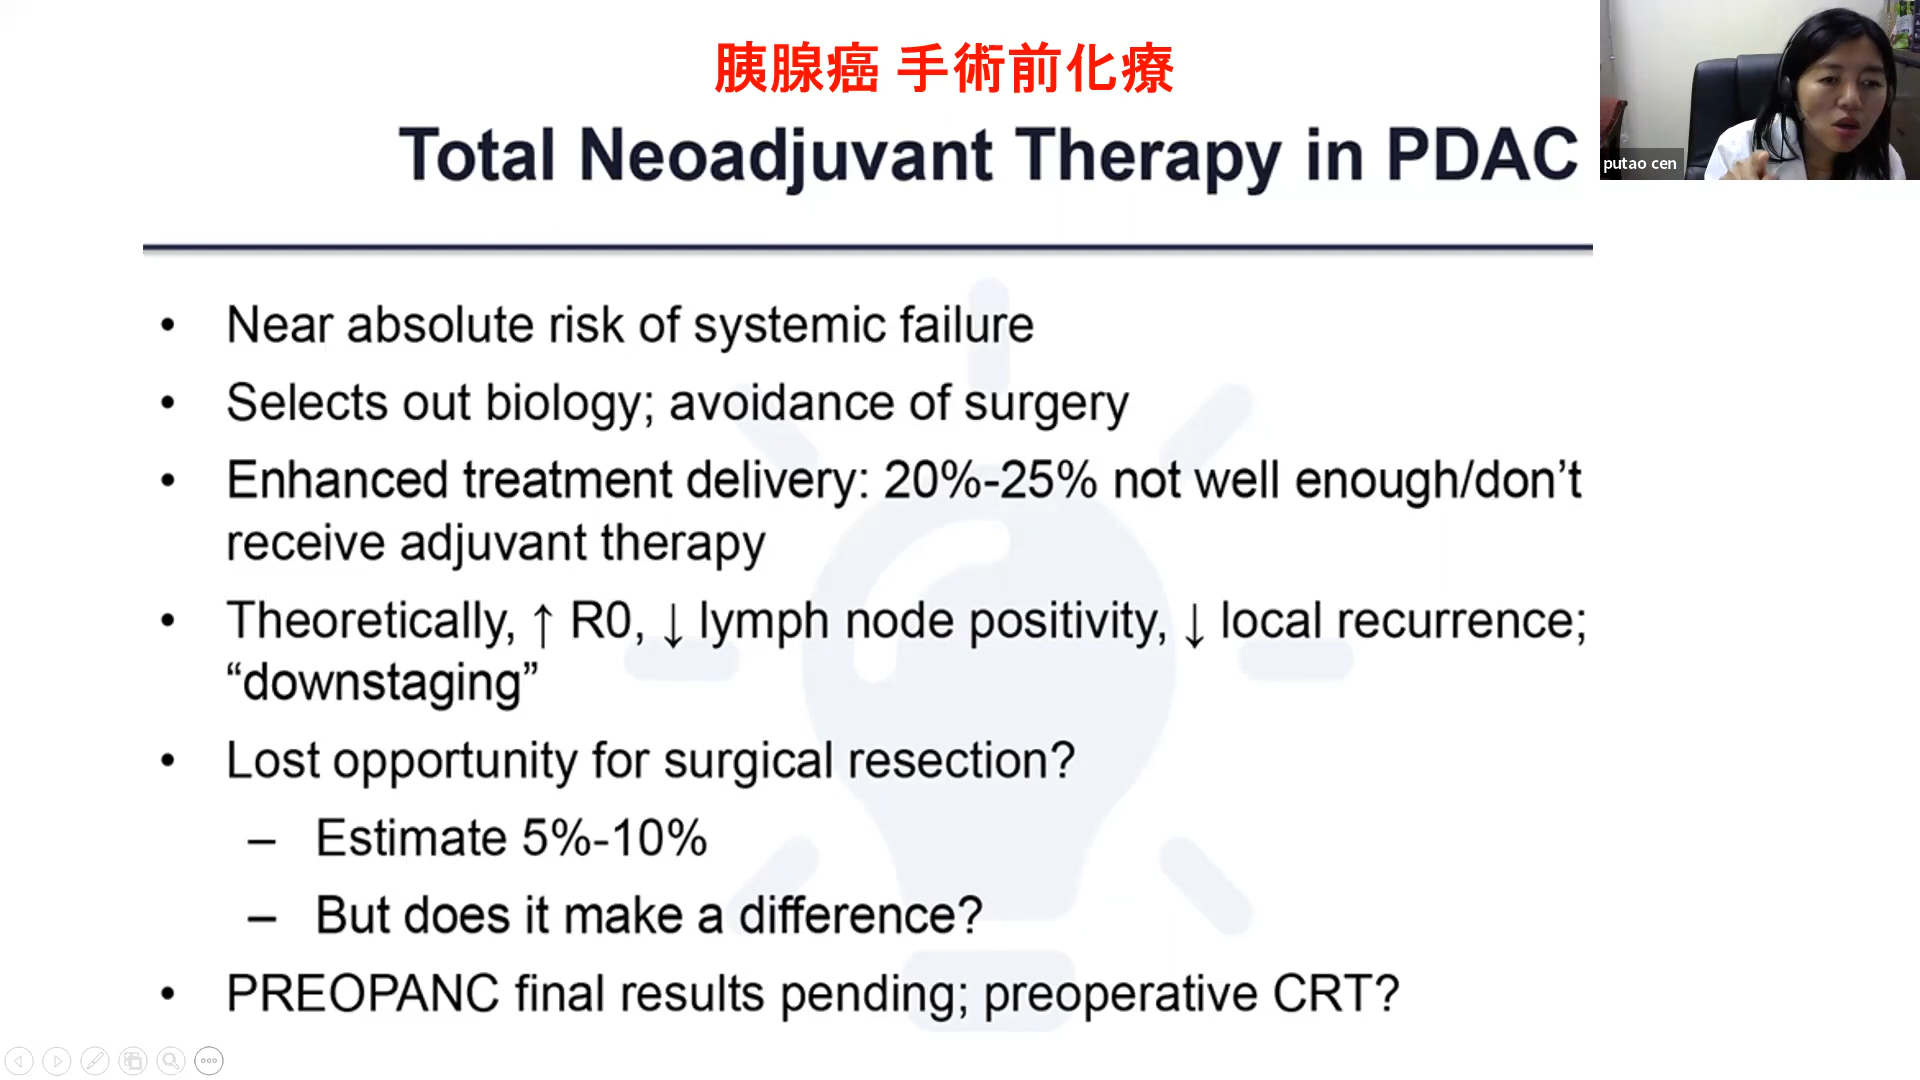 胰腺癌 手術前化療
Total Neoadjuvant Therapy in PDAC
putao cen
• Near absolute risk of systemic failure
• Selects out biology; avoidance of surgery
• Enhanced treatment delivery: 20%-25% not well enough/don’t
receive adjuvant therapy
• Theoretically, ↑ R0, ↓ lymph node positivity, ↓ local recurrence;
“downstaging”
• Lost opportunity for surgical resection?
– Estimate 5%-10%
– But does it make a difference?
• PREOPANC final results pending; preoperative CRT?